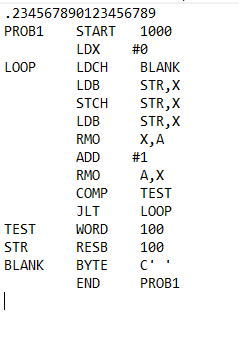 .234567890123456789
PROB1    START   1000
         LDX    #0
LOOP     LDCH    BLANK
         LDB     STR,X
         STCH    STR,X
         LDB     STR,X
         RMO     X,A
         ADD    #1
         RMO     A,X
         COMP    TEST
         JLT     LOOP
TEST     WORD    100
STR      RESB    100
BLANK    BYTE    C' '
         END     PROB1